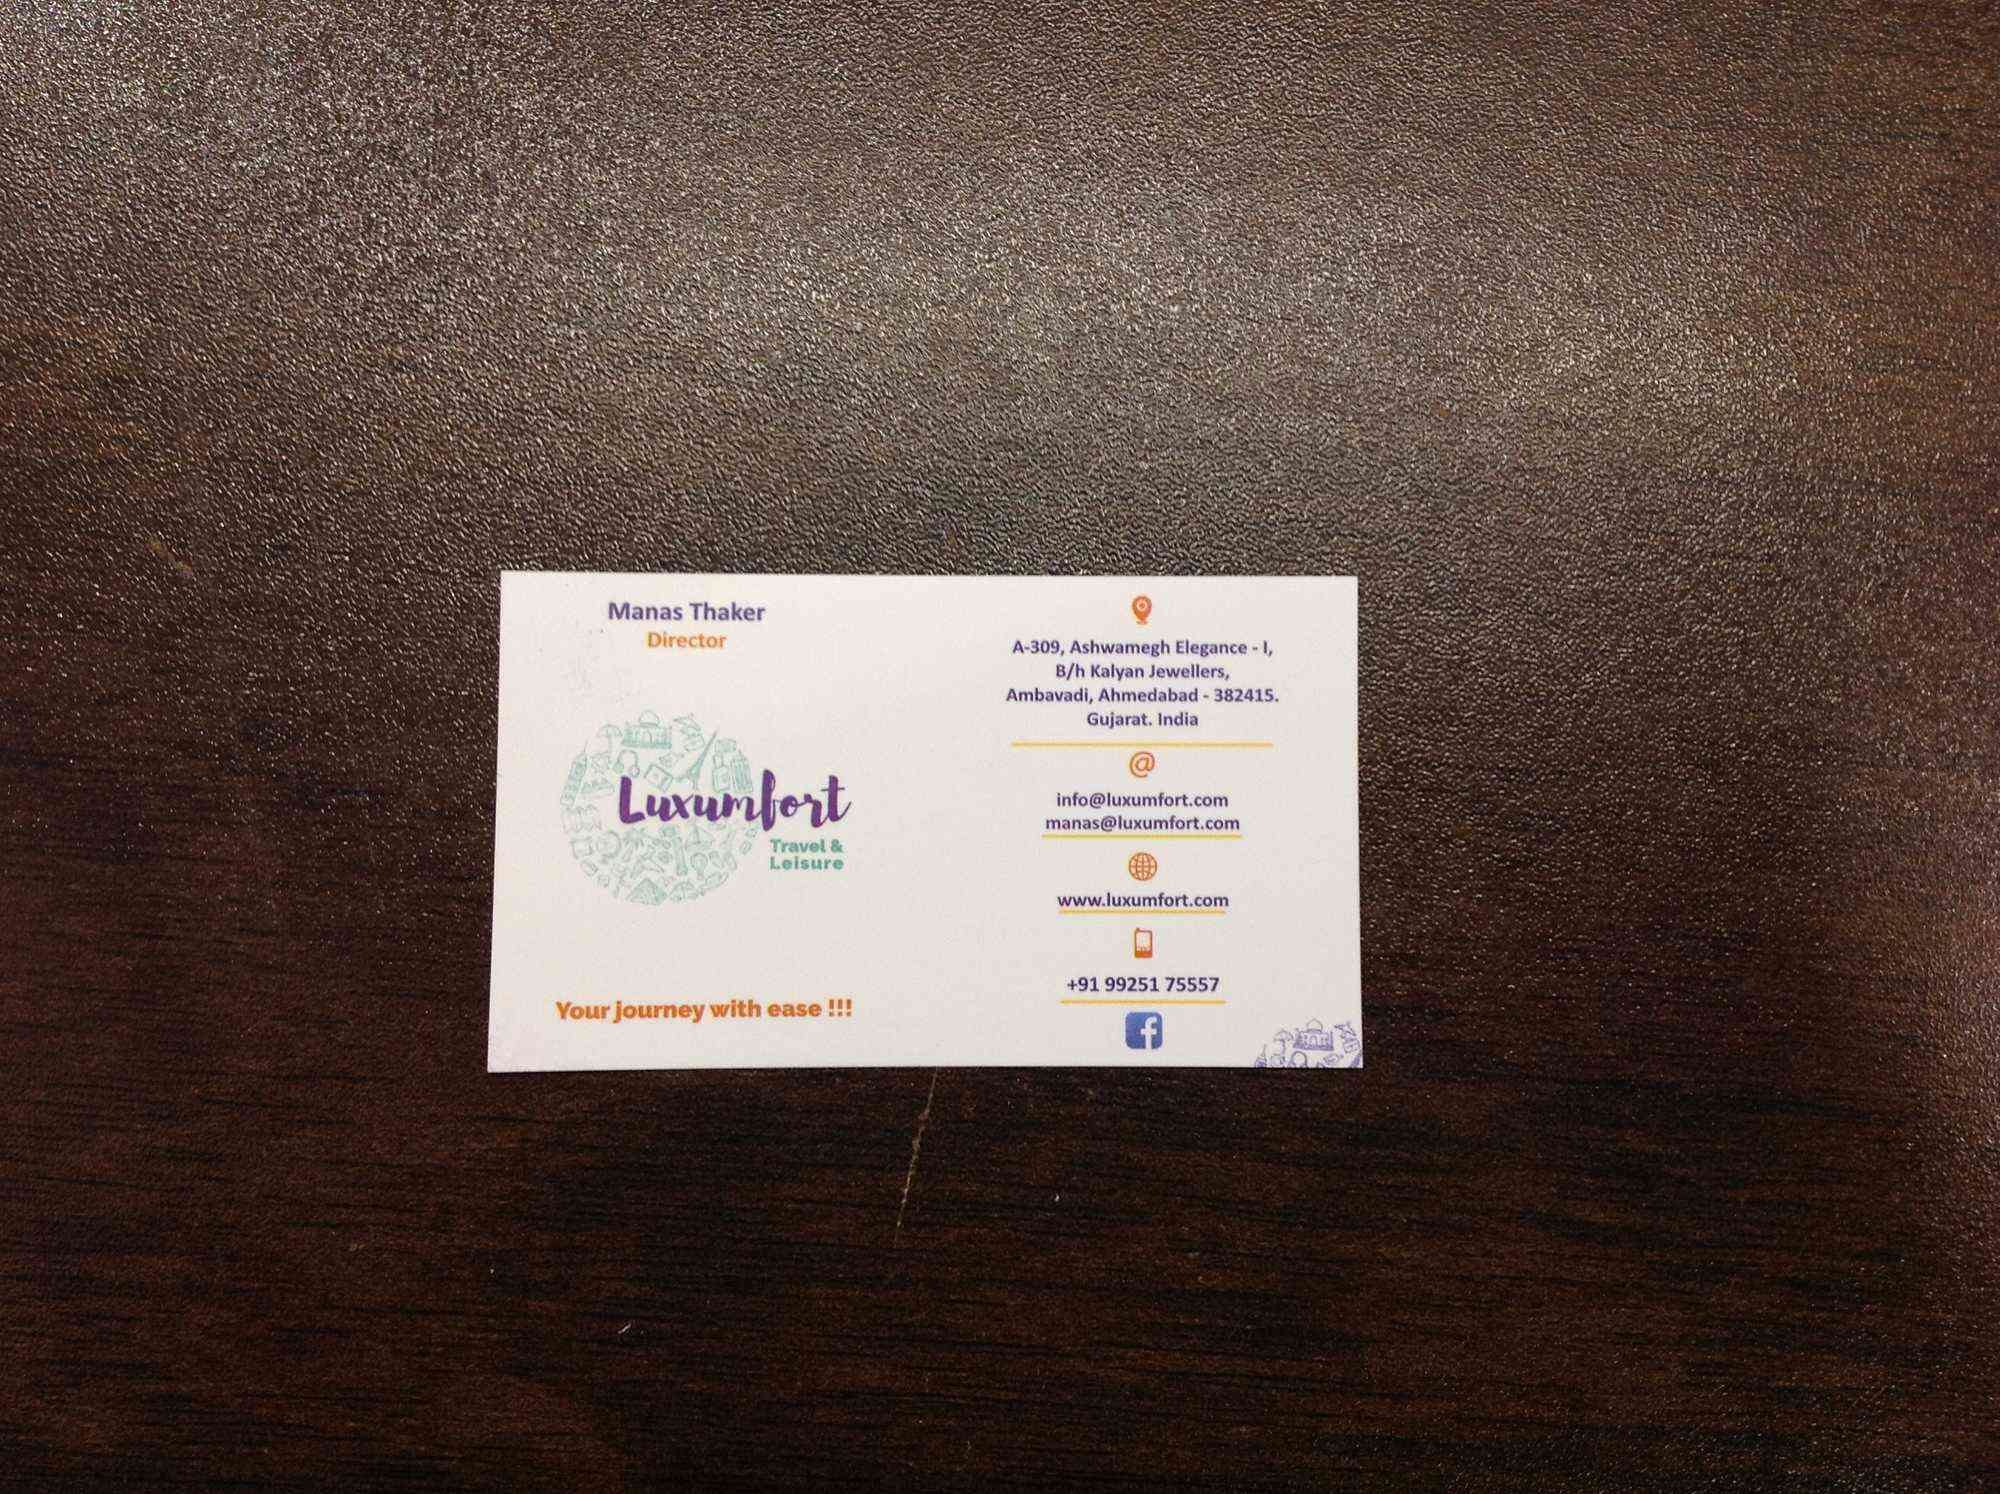 Manas Thaker
Director
Luxumfort
Travel &
Leisure
Your journey with ease !!!
A-309, Ashwamegh Elegance - I,
B/h Kalyan Jewellers,
Ambavadi, Ahmedabad - 382415.
Gujarat. India
@
info@luxumfort.com
manas@luxumfort.com
www.luxumfort.com
+91 99251 75557
f